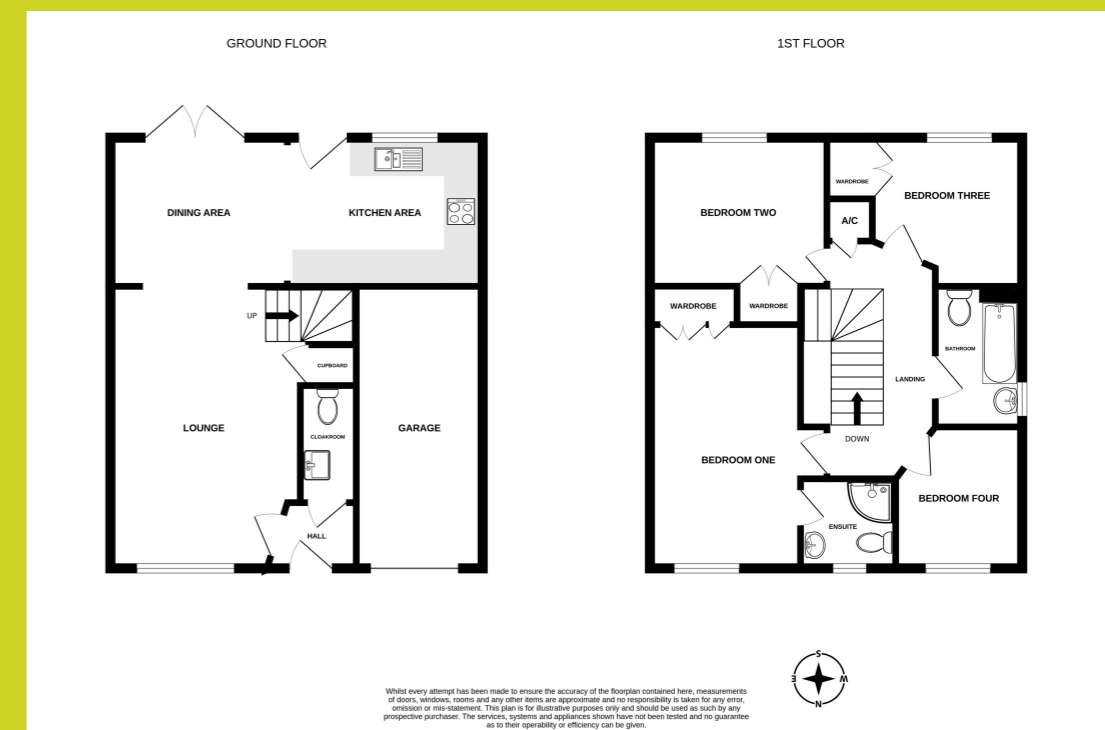 GROUND FLOOR
1ST FLOOR
DINING AREA
KITCHEN AREA
UP
CUPBOARD
LOUNGE
CLOAKROOM
GARAGE
HALL
WARDROBE
BEDROOM THREE
BEDROOM TWO
A/C
WARDROBE
WARDROBE
BATHROOM
LANDING
DOWN
BEDROOM ONE
BEDROOM FOUR
ENSUITE
S
E
W
N
Whilst every attempt has been made to ensure the accuracy of the floorplan contained here, measurements
of doors, windows, rooms and any other items are approximate and no responsibility is taken for any error,
omission or mis-statement. This plan is for illustrative purposes only and should be used as such by any
prospective purchaser. The services, systems and appliances shown have not been tested and no guarantee
as to their operability or efficiency can be given.